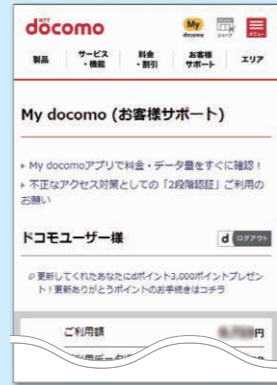 NTT
döcomo
My
docomo
ショップ
メニュー
製品
サービス
・機能
料金
・割引
お客様
サポート
エリア
My docomo (お客様サポート)
My docomoアプリで料金・データ量をすぐに確認！
不正なアクセス対策としての「2段階認証」ご利用の
お願い
ドコモユーザー様
d ログアウト
更新してくれたあなたにdポイント3,000ポイントプレゼン
ト！更新ありがとうポイントのお手続きはコチラ
ご利用額
円